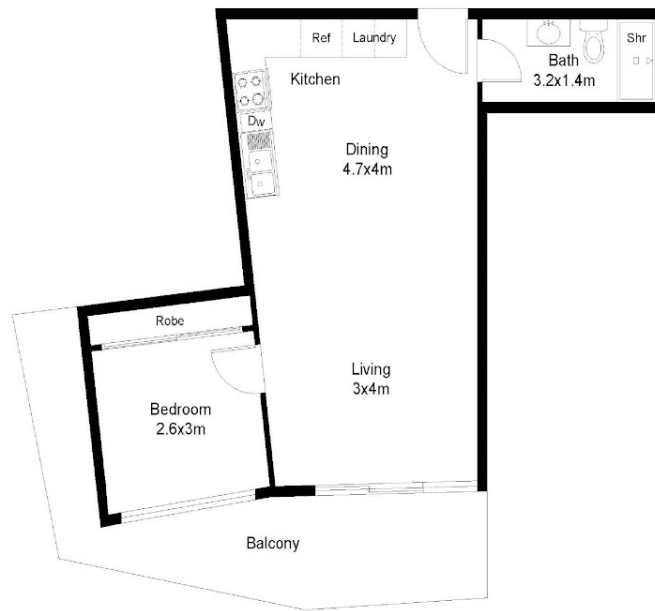 Ref
Laundry
Shr
Bath
3.2x1.4m
Kitchen
Dw
Dining
4.7x4m
Robe
Living
3x4m
Bedroom
2.6x3m
Balcony